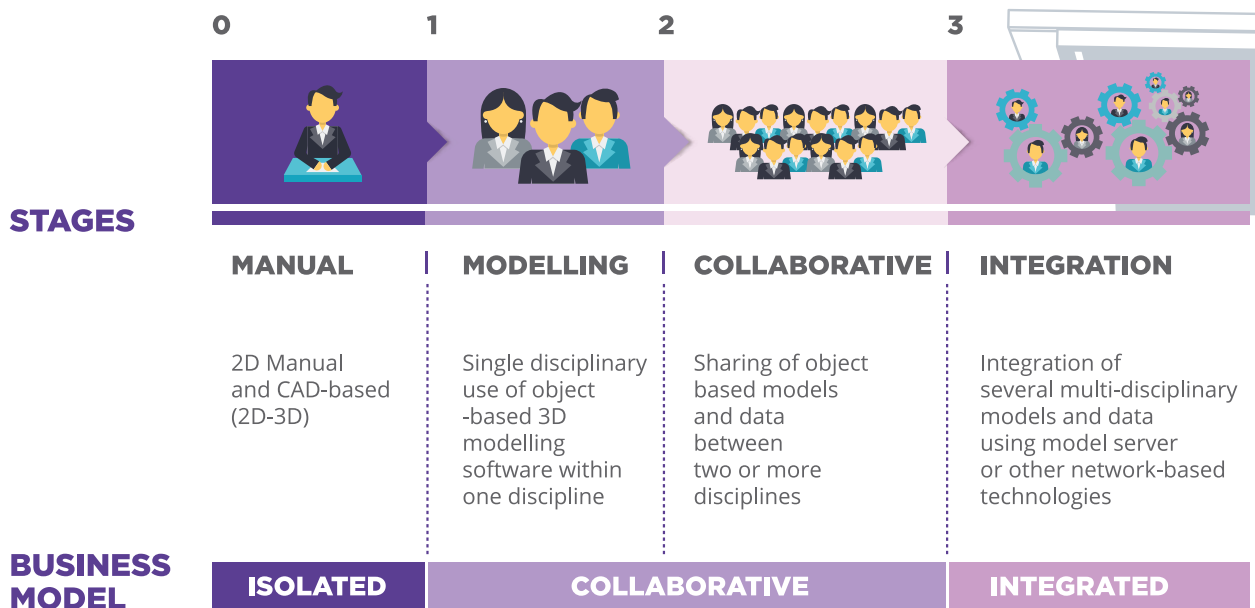 0
1
2
3
STAGES
MANUAL
MODELLING
COLLABORATIVE
INTEGRATION
2D Manual
and CAD-based
(2D-3D)
Single disciplinary
use of object
-based 3D
modelling
software within
one discipline
Sharing of object
based models
and data
between
two or more
disciplines
Integration of
several multi-disciplinary
models and data
using model server
or other network-based
technologies
BUSINESS
MODEL
ISOLATED
COLLABORATIVE
INTEGRATED